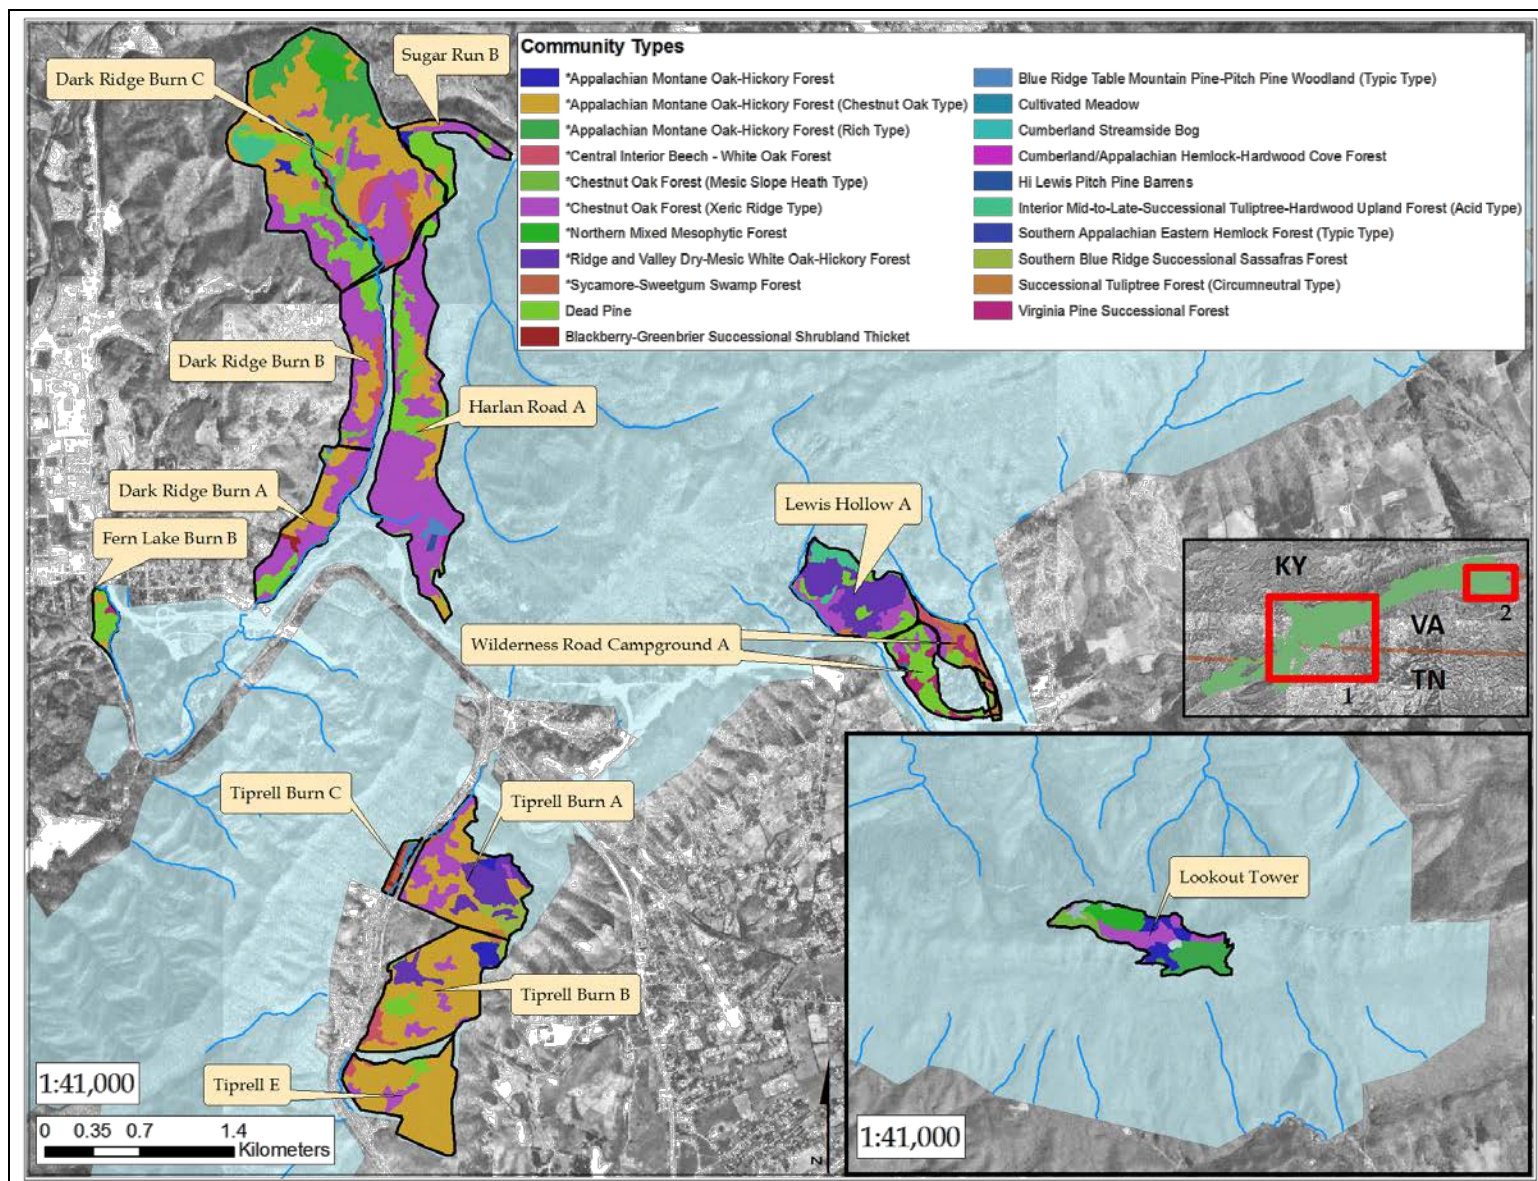 Community Types
*Appalachian Montane Oak-Hickory Forest
*Appalachian Montane Oak-Hickory Forest (Chestnut Oak Type)
*Appalachian Montane Oak-Hickory Forest (Rich Type)
*Central Interior Beech - White Oak Forest
*Chestnut Oak Forest (Mesic Slope Heath Type)
*Chestnut Oak Forest (Xeric Ridge Type)
*Northern Mixed Mesophytic Forest
*Ridge and Valley Dry-Mesic White Oak-Hickory Forest
*Sycamore-Sweetgum Swamp Forest
Dead Pine
Blackberry-Greenbrier Successional Shrubland Thicket
Blue Ridge Table Mountain Pine-Pitch Pine Woodland (Typic Type)
Cultivated Meadow
Cumberland Streamside Bog
Cumberland/Appalachian Hemlock-Hardwood Cove Forest
Hi Lewis Pitch Pine Barrens
Interior Mid-to-Late-Successional Tuliptree-Hardwood Upland Forest (Acid Type)
Southern Appalachian Eastern Hemlock Forest (Typic Type)
Southern Blue Ridge Successional Sassafras Forest
Successional Tuliptree Forest (Circumneutral Type)
Virginia Pine Successional Forest
Sugar Run B
Dark Ridge Burn C
Dark Ridge Burn B
Harlan Road A
Dark Ridge Burn A
Fern Lake Burn B
Lewis Hollow A
Wilderness Road Campground A
KY
VA
TN
1
2
Tiprell Burn C
Tiprell Burn A
Tiprell Burn B
Tiprell E
Lookout Tower
1:41,000
0 0.35 0.7 1.4
Kilometers
N
1:41,000